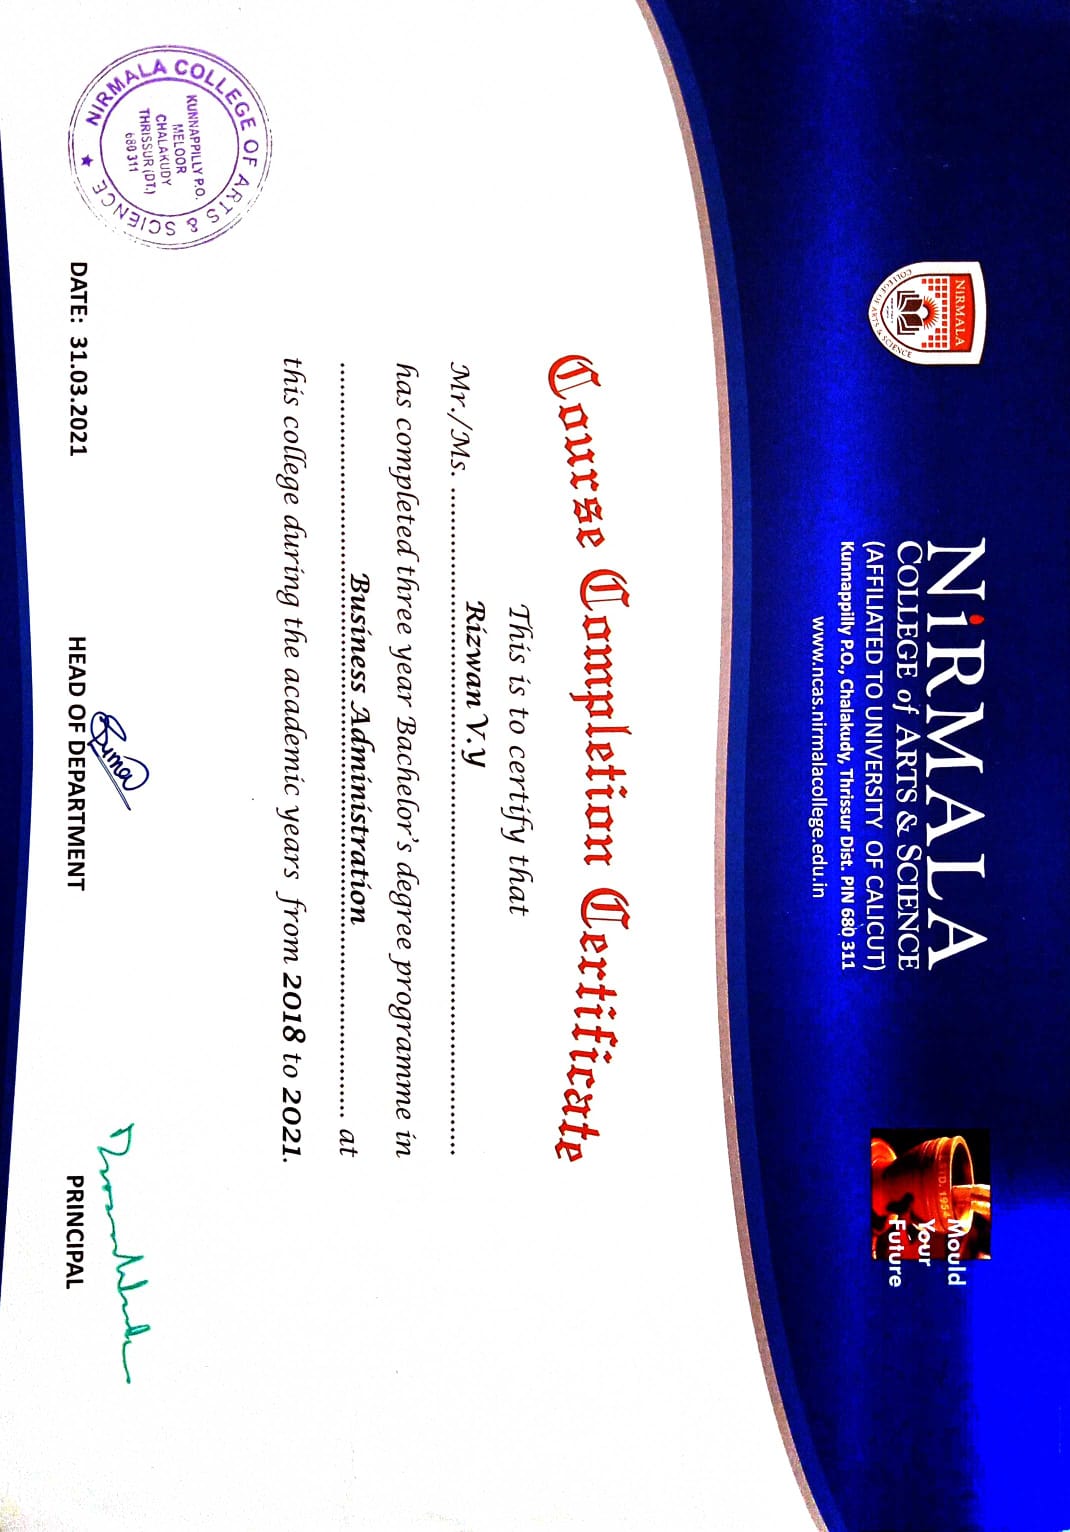 NIRMALA
COLLEGE OF ARTS & SCIENCE
NiRMALA
COLLEGE of ARTS & SCIENCE
(AFFILIATED TO UNIVERSITY OF CALICUT)
Kunnappilly P.O., Chalakudy, Thrissur Dist. PIN 680 311
www.ncas.nirmalacollege.edu.in
ESTD. 1954
Mould
Your
Future
Course Completion Certificate
This is to certify that
Mr./Ms. Rizwan V.Y
has completed three year Bachelor's degree programme in
Business Administration at
this college during the academic years from 2018 to 2021.
NIRMALA COLLEGE OF ARTS & SCIENCE
KUNNAPPILLY P.O.
MELOOR
CHALAKUDY
THRISSUR (DT.)
680 311
DATE: 31.03.2021
HEAD OF DEPARTMENT
PRINCIPAL